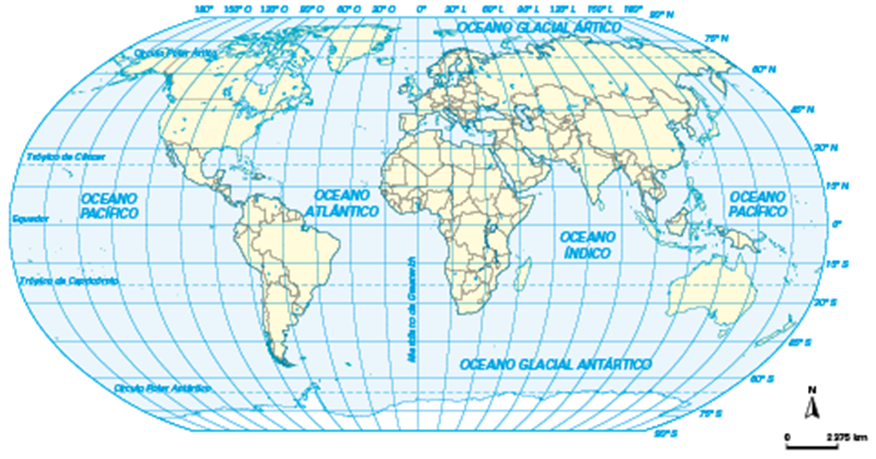 180° 150° O 120° O 90° O 60° O 30° O 0° 30° L 60° L 90° L 120° L 150° L 180° 90° N
OCEANO GLACIAL ÁRTICO
75° N
Círculo Polar Ártico
60° N
45° N
30° N
Trópico de Câncer
15° N
OCEANO PACÍFICO
OCEANO ATLÂNTICO
OCEANO PACÍFICO
Equador
0°
OCEANO ÍNDICO
15° S
Trópico de Capricórnio
30° S
Meridiano de Greenwich
45° S
OCEANO GLACIAL ANTÁRTICO
60° S
Círculo Polar Antártico
75° S
90° S
N
0 2 375 km